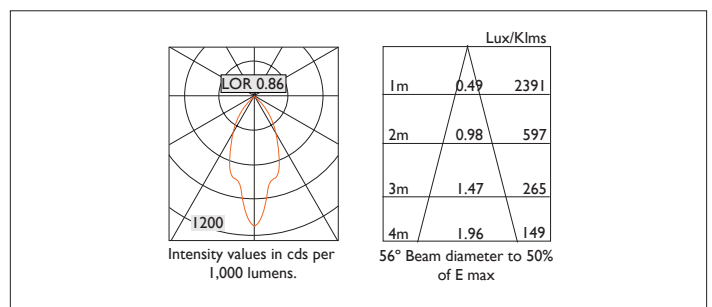 LOR 0.86
1200
Intensity values in cds per
1,000 lumens.
Lux/Klms
1m 0.49 2391
2m 0.98 597
3m 1.47 265
4m 1.96 149
56º Beam diameter to 50%
of E max